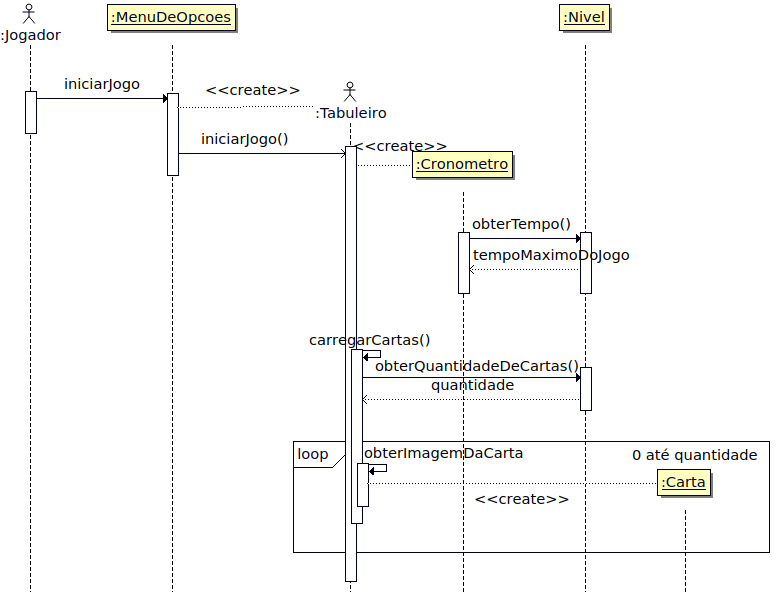 :MenuDeOpcoes
:Nivel
:Jogador
iniciarJogo
<<create>>
:Tabuleiro
iniciarJogo()
<<create>>
:Cronometro
obterTempo()
tempoMaximoDoJogo
carregarCartas()
obterQuantidadeDeCartas()
quantidade
loop
obterImagemDaCarta
0 até quantidade
:Carta
<<create>>